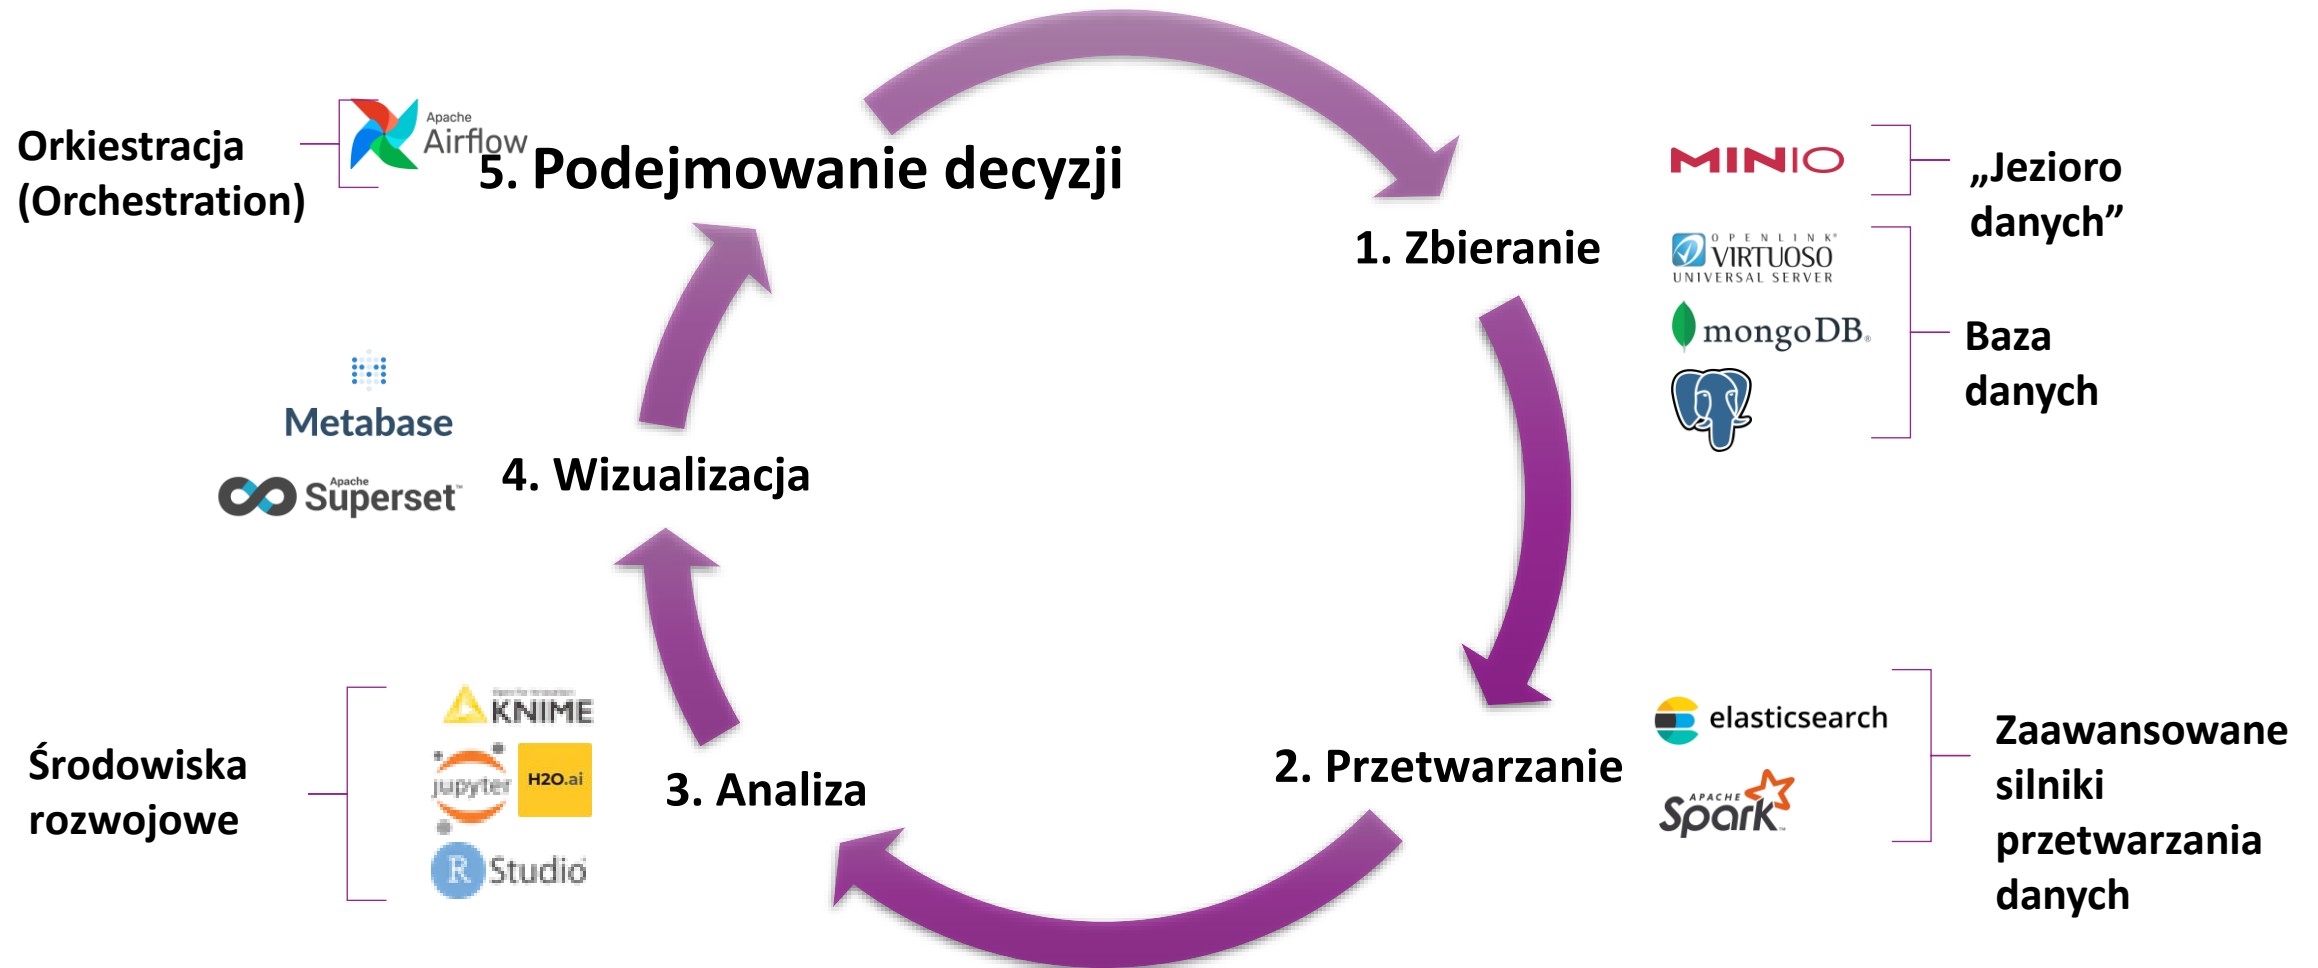 Orkiestracja
(Orchestration)
Apache
Airflow
5. Podejmowanie decyzji
MINIO
„Jezioro
danych”
1. Zbieranie
OPENLINK
VIRTUOSO
UNIVERSAL SERVER
mongoDB®
Baza
danych
Metabase
Apache
Superset™
4. Wizualizacja
elasticsearch
APACHE
Spark™
2. Przetwarzanie
Zaawansowane
silniki
przetwarzania
danych
Środowiska
rozwojowe
KNIME
jupyter
H2O.ai
R Studio
3. Analiza